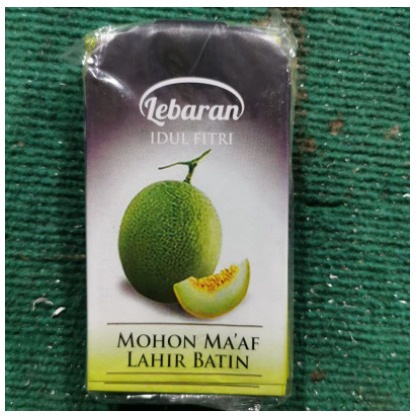 Lebaran
IDUL FITRI
MOHON MA'AF
LAHIR BATIN